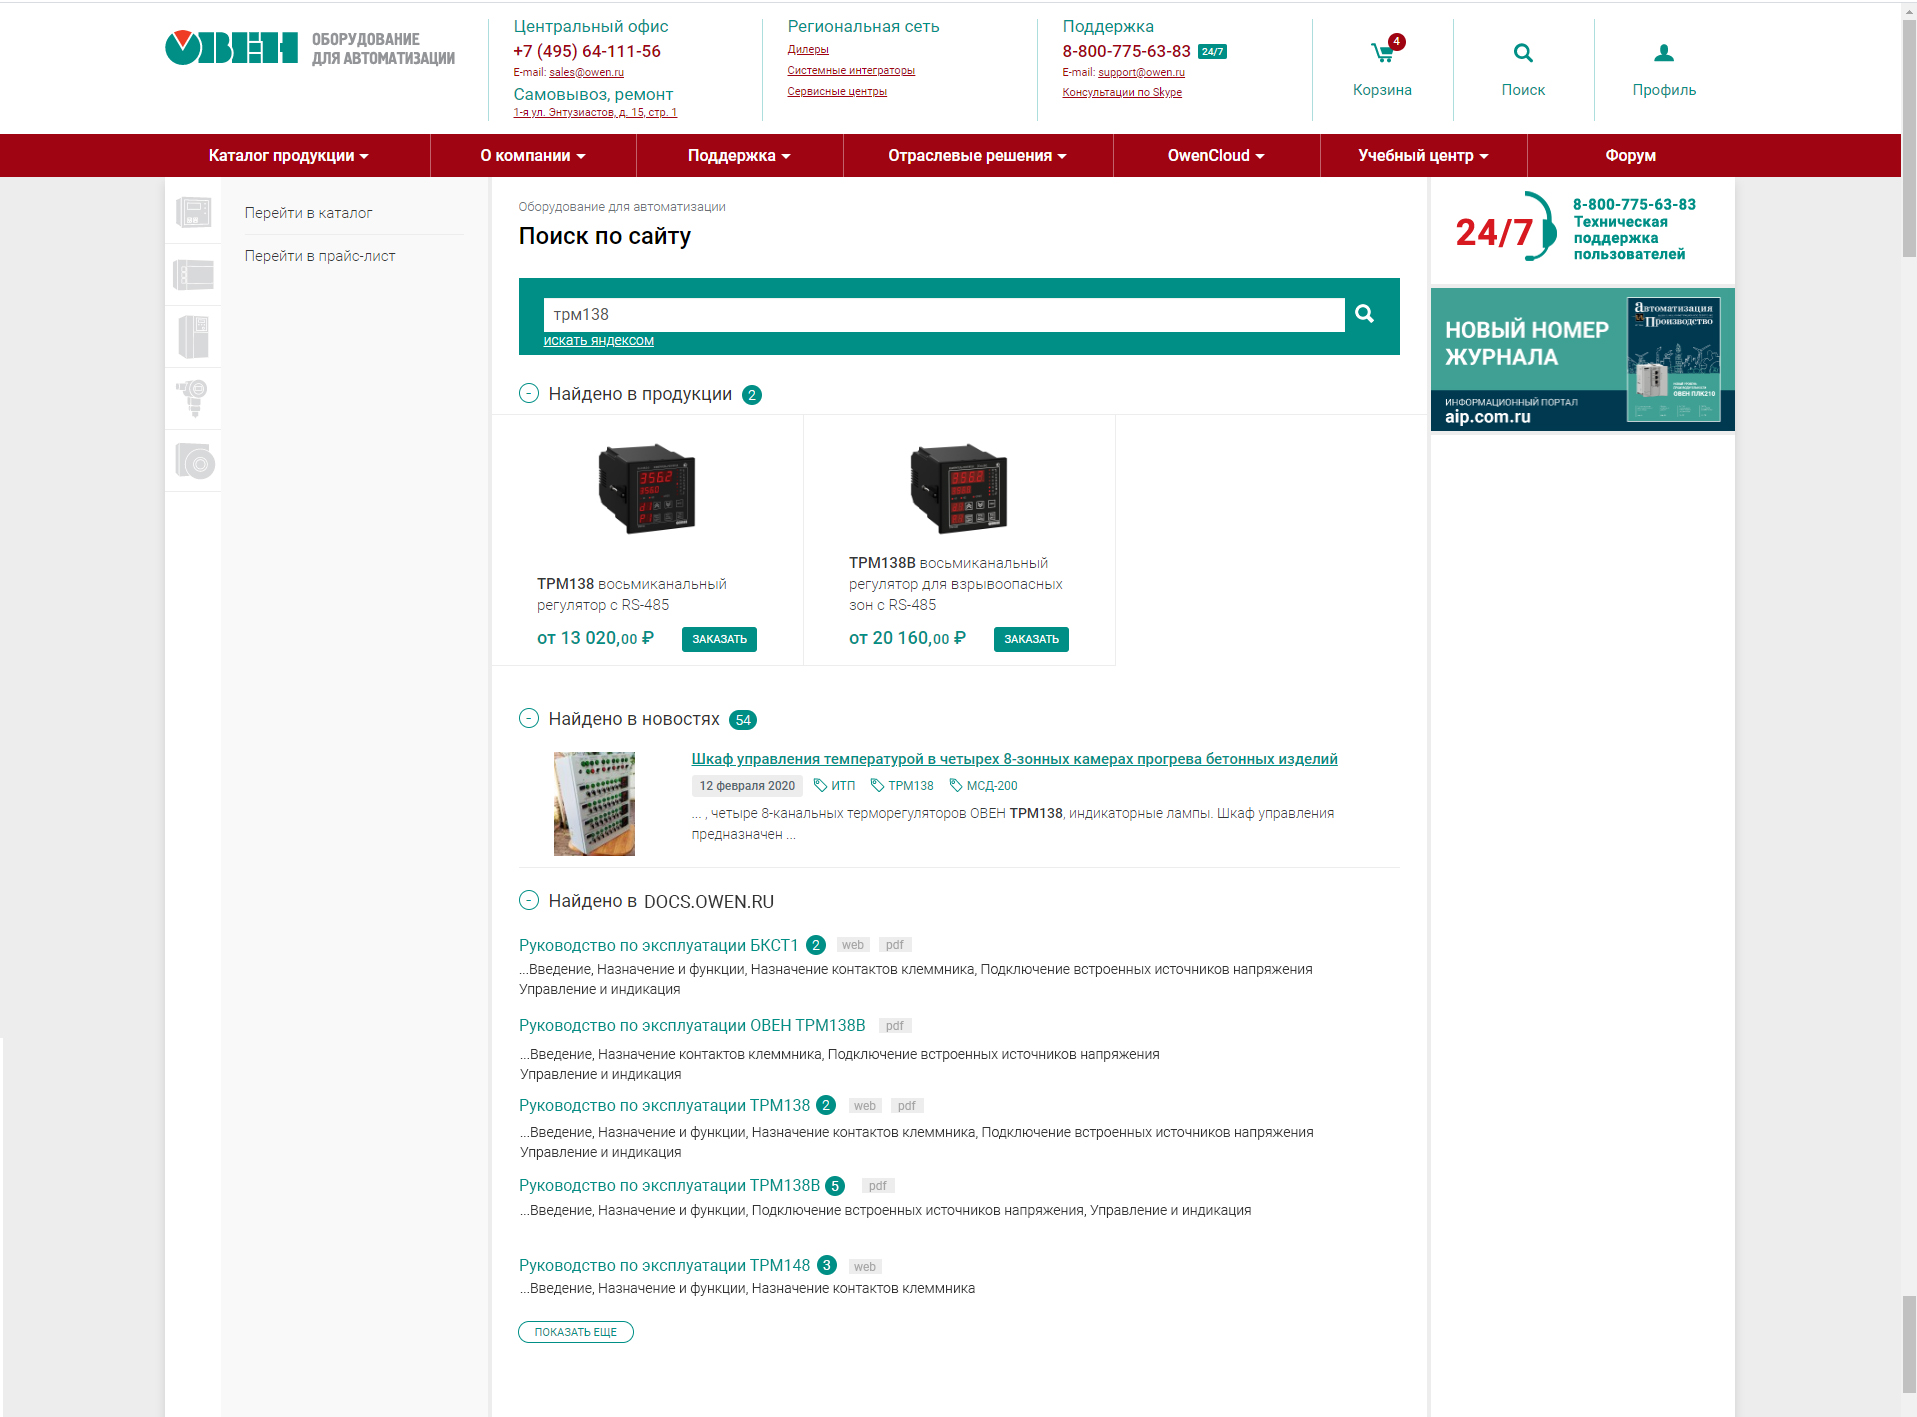 ОВЕН
ОБОРУДОВАНИЕ
ДЛЯ АВТОМАТИЗАЦИИ
Центральный офис
+7 (495) 64-111-56
E-mail: sales@owen.ru
Самовывоз, ремонт
1-я ул. Энтузиастов, д. 15, стр. 1
Региональная сеть
Дилеры
Системные интеграторы
Сервисные центры
Поддержка
8-800-775-63-83 24/7
E-mail: support@owen.ru
Консультации по Skype
4
Корзина
Поиск
Профиль
Каталог продукции
О компании
Поддержка
Отраслевые решения
OwenCloud
Учебный центр
Форум
Перейти в каталог
Перейти в прайс-лист
Оборудование для автоматизации
Поиск по сайту
трм138
искать яндексом
- Найдено в продукции 2
ТРМ138 восьмиканальный
регулятор с RS-485
от 13 020,00 ₽
ЗАКАЗАТЬ
ТРМ138В восьмиканальный
регулятор для взрывоопасных
зон с RS-485
от 20 160,00 ₽
ЗАКАЗАТЬ
- Найдено в новостях 54
Шкаф управления температурой в четырех 8-зонных камерах прогрева бетонных изделий
12 февраля 2020 ИТП ТРМ138 МСД-200
... , четыре 8-канальных терморегуляторов ОВЕН ТРМ138, индикаторные лампы. Шкаф управления
предназначен ...
- Найдено в DOCS.OWEN.RU
Руководство по эксплуатации БКСТ1 2 web pdf
...Введение, Назначение и функции, Назначение контактов клеммника, Подключение встроенных источников напряжения
Управление и индикация
Руководство по эксплуатации ОВЕН ТРМ138В pdf
...Введение, Назначение контактов клеммника, Подключение встроенных источников напряжения
Управление и индикация
Руководство по эксплуатации ТРМ138 2 web pdf
...Введение, Назначение и функции, Назначение контактов клеммника, Подключение встроенных источников напряжения
Управление и индикация
Руководство по эксплуатации ТРМ138В 5 pdf
...Введение, Назначение и функции, Подключение встроенных источников напряжения, Управление и индикация
Руководство по эксплуатации ТРМ148 3 web
...Введение, Назначение и функции, Назначение контактов клеммника
ПОКАЗАТЬ ЕЩЕ
24/7
8-800-775-63-83
Техническая
поддержка
пользователей
НОВЫЙ НОМЕР
ЖУРНАЛА
ИНФОРМАЦИОННЫЙ ПОРТАЛ
aip.com.ru
Автоматизация
Производство
ОВЕН ПЛК210